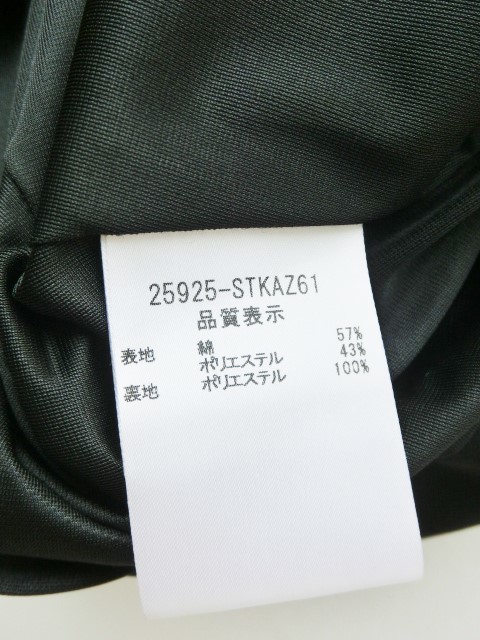 25925-STKAZ61
品質表示
表地 綿 57%
ポリエステル 43%
裏地 ポリエステル 100%